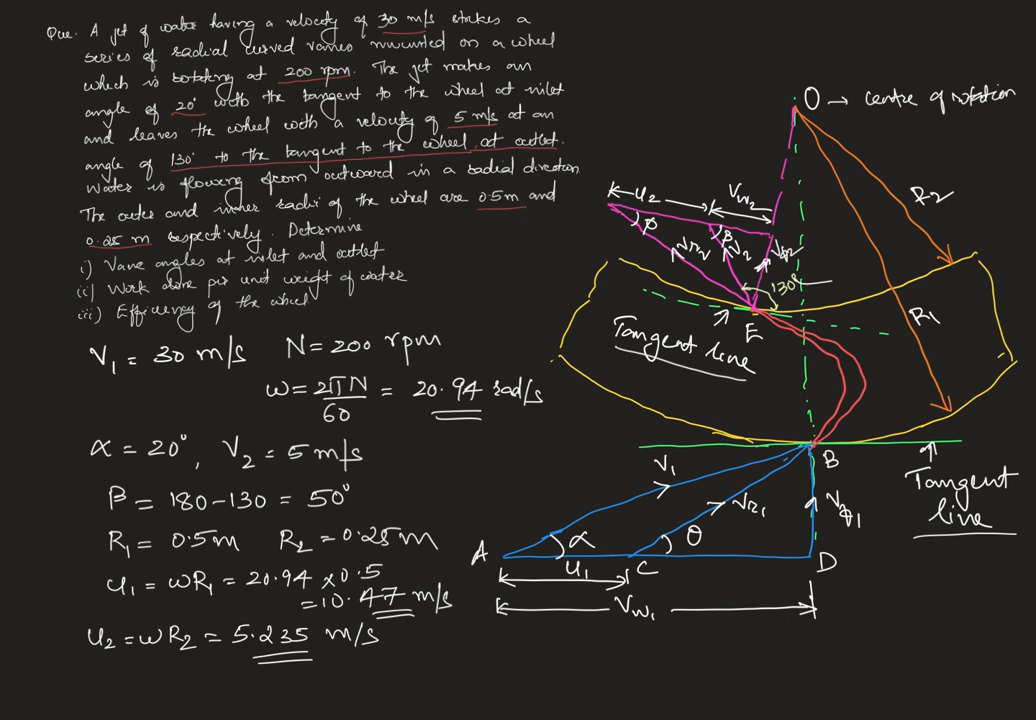 Que. A jet of water having a velocity of 30 m/s strikes a
series of radial curved vanes mounted on a wheel
which is rotating at 200 rpm. The jet makes an
angle of 20° with the tangent to the wheel at inlet
and leaves the wheel with a velocity of 5 m/s at an
angle of 130° to the tangent to the wheel at outlet.
Water is flowing from outward in a radial direction
The outer and inner radii of the wheel are 0.5m and
0.25 m respectively. Determine
i) Vane angles at inlet and outlet
ii) Work done per unit weight of water
iii) Efficiency of the wheel
V1 = 30 m/s N = 200 rpm
ω = 2πN/60 = 20.94 rad/s
α = 20°, V2 = 5 m/s
β = 180 - 130 = 50°
R1 = 0.5m R2 = 0.25m
u1 = ωR1 = 20.94 × 0.5
= 10.47 m/s
u2 = ωR2 = 5.235 m/s
O → centre of rotation
R2
R1
u2
Vw2
β
Vr2
V2
Vf2
130°
E
Tangent line
B
Tangent
line
V1
Vr1
Vf1
A
α
θ
u1
C
D
Vw1